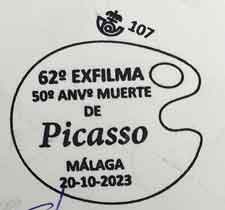 107
62º EXFILMA
50º ANVº MUERTE
DE
Picasso
MÁLAGA
20-10-2023